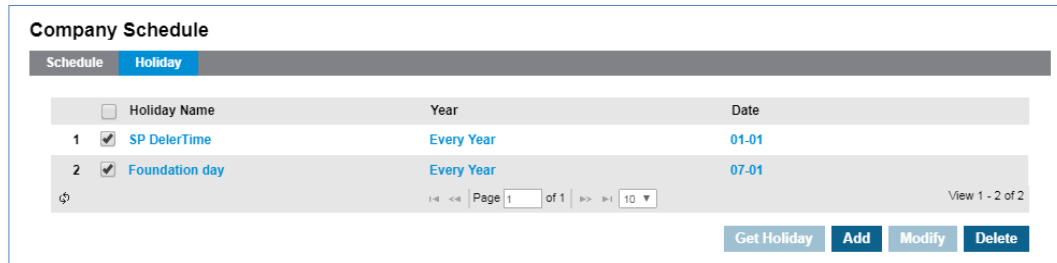 Company Schedule
Schedule Holiday
Holiday Name Year Date
1 SP DelerTime Every Year 01-01
2 Foundation day Every Year 07-01
Page 1 of 1 10 View 1 - 2 of 2
Get Holiday Add Modify Delete